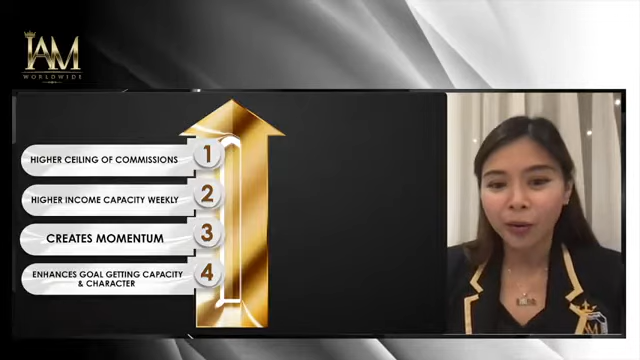 IAM
WORLDWIDE
HIGHER CEILING OF COMMISSIONS 1
HIGHER INCOME CAPACITY WEEKLY 2
CREATES MOMENTUM 3
ENHANCES GOAL GETTING CAPACITY
& CHARACTER 4